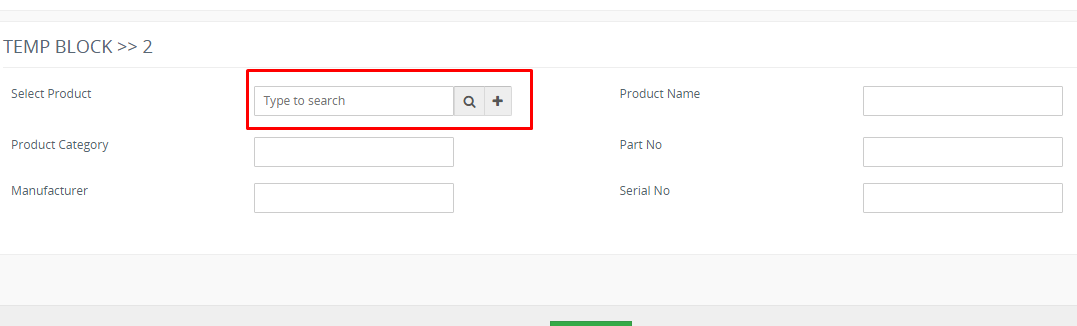 TEMP BLOCK >> 2
Select Product
Type to search
Product Name
Product Category
Part No
Manufacturer
Serial No